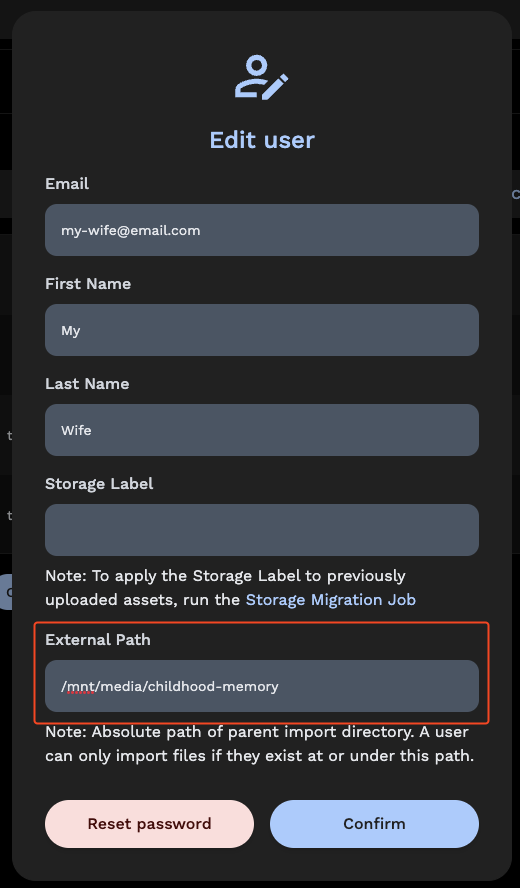 Edit user
Email
my-wife@email.com
First Name
My
Last Name
Wife
Storage Label
Note: To apply the Storage Label to previously
uploaded assets, run the Storage Migration Job
External Path
/mnt/media/childhood-memory
Note: Absolute path of parent import directory. A user
can only import files if they exist at or under this path.
Reset password
Confirm